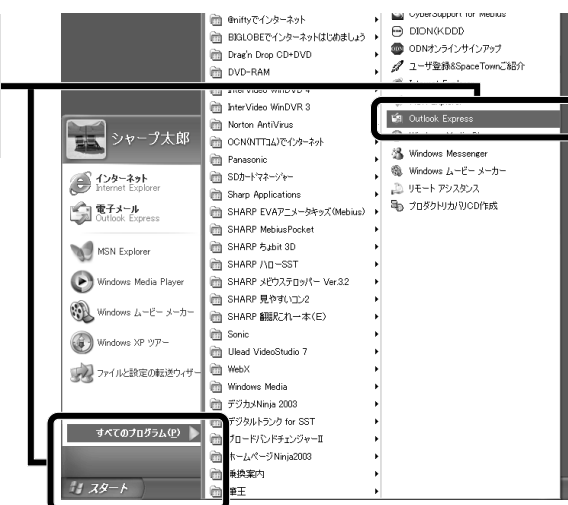 シャープ太郎
インターネット
Internet Explorer
電子メール
Outlook Express
MSN Explorer
Windows Media Player
Windows ムービー メーカー
Windows XP ツアー
ファイルと設定の転送ウィザー
すべてのプログラム(P)
スタート
@niftyでインターネット
BIGLOBEでインターネットはじめましょう
Drag'n Drop CD+DVD
DVD-RAM
InterVideo WinDVD 4
InterVideo WinDVR 3
Norton AntiVirus
OCN(NTTコム)でインターネット
Panasonic
SDカードマネージャー
Sharp Applications
SHARP EVAアニメータキッズ(Mebius)
SHARP MebiusPocket
SHARP ちょbit 3D
SHARP ハローSST
SHARP メビウステロッパー Ver.3.2
SHARP 見やすいコン2
SHARP 翻訳これ一本(E)
Sonic
Ulead VideoStudio 7
WebX
Windows Media
デジカメNinja 2003
デジタルトランク for SST
ブロードバンドチェンジャーII
ホームページNinja2003
乗換案内
筆王
CyberSupport for Mebius
DION(KDDI)
ODNオンラインサインアップ
ユーザ登録&SpaceTownご紹介
Outlook Express
Windows Messenger
Windows ムービー メーカー
リモート アシスタンス
プロダクトリカバリCD作成